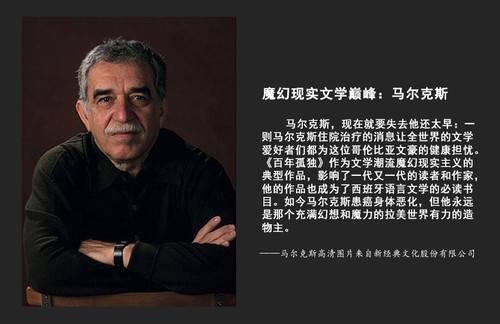 魔幻现实文学巅峰：马尔克斯
马尔克斯，现在就要失去他还太早：一
则马尔克斯住院治疗的消息让全世界的文学
爱好者们都为这位哥伦比亚文豪的健康担忧。
《百年孤独》作为文学潮流魔幻现实主义的
典型作品，影响了一代又一代的读者和作家，
他的作品也成为了西班牙语言文学的必读书
目。如今马尔克斯患癌身体恶化，但他永远
是那个充满幻想和魔力的拉美世界有力的造
物主。
——马尔克斯高清图片来自新经典文化股份有限公司